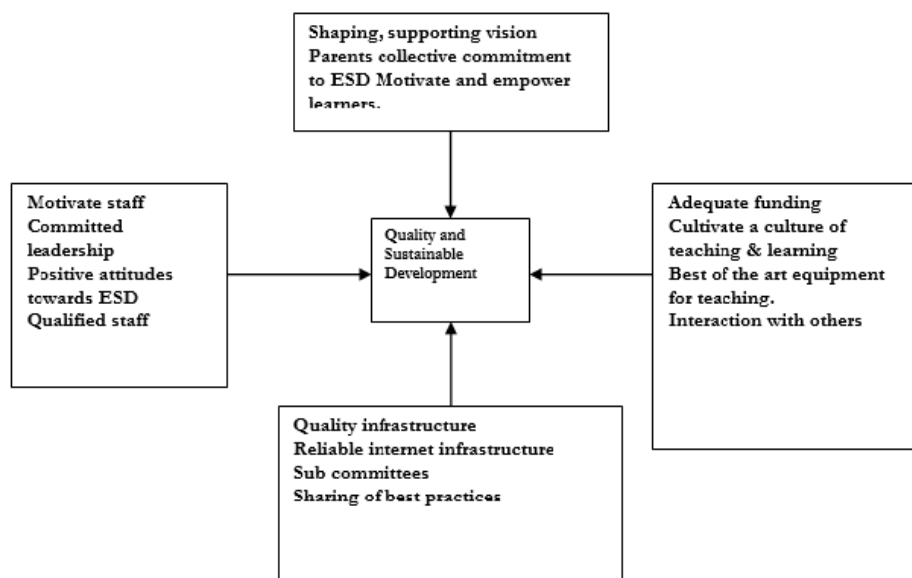 Shaping, supporting vision
Parents collective commitment
to ESD Motivate and empower
learners.
Motivate staff
Committed
leadership
Positive attitudes
towards ESD
Qualified staff
Quality and
Sustainable
Development
Adequate funding
Cultivate a culture of
teaching & learning
Best of the art equipment
for teaching.
Interaction with others
Quality infrastructure
Reliable internet infrastructure
Sub committees
Sharing of best practices